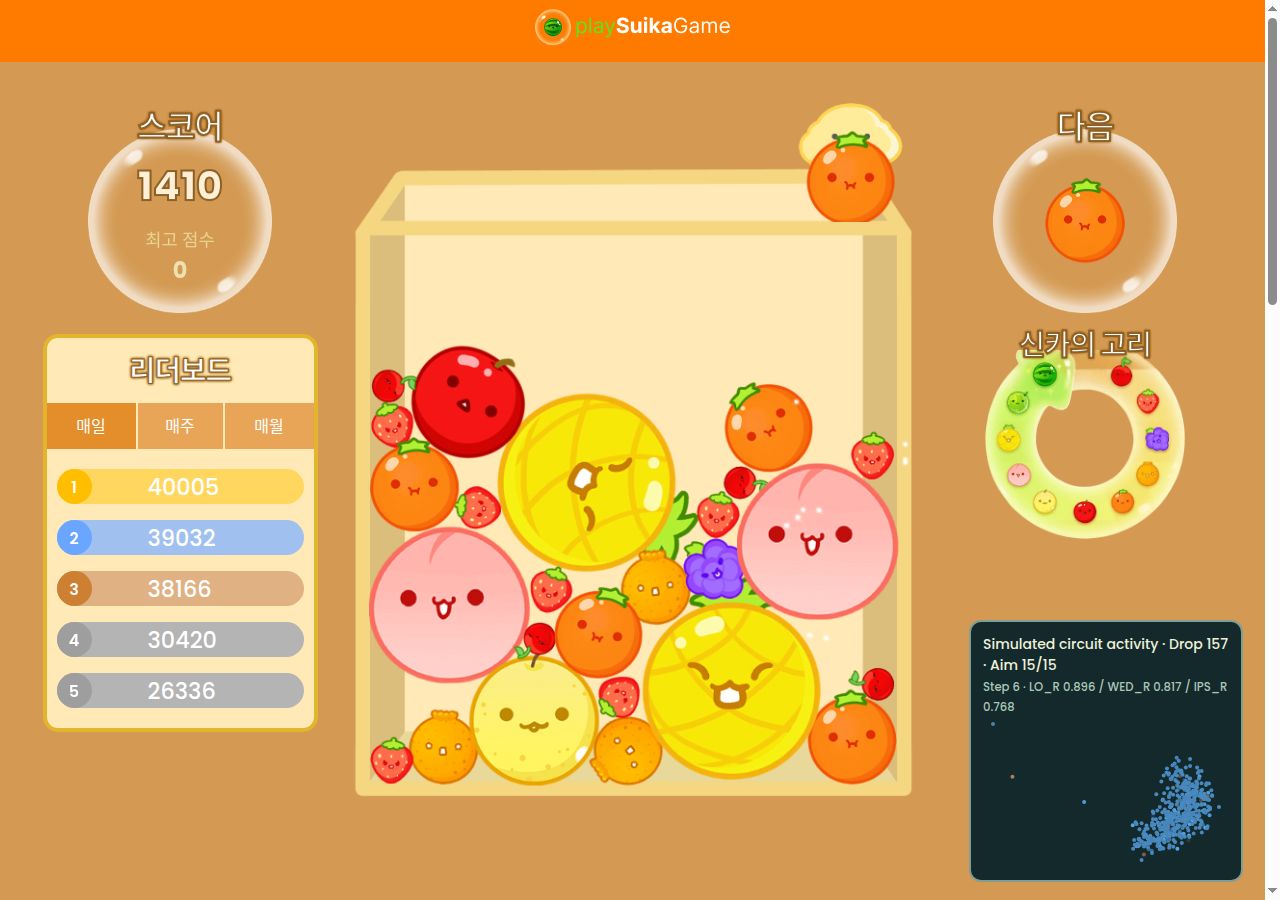 playSuikaGame
스코어
1410
최고 점수
0
다음
리더보드
매일 매주 매월
1 40005
2 39032
3 38166
4 30420
5 26336
신카의 고리
Simulated circuit activity · Drop 157
· Aim 15/15
Step 6 · LO_R 0.896 / WED_R 0.817 / IPS_R
0.768